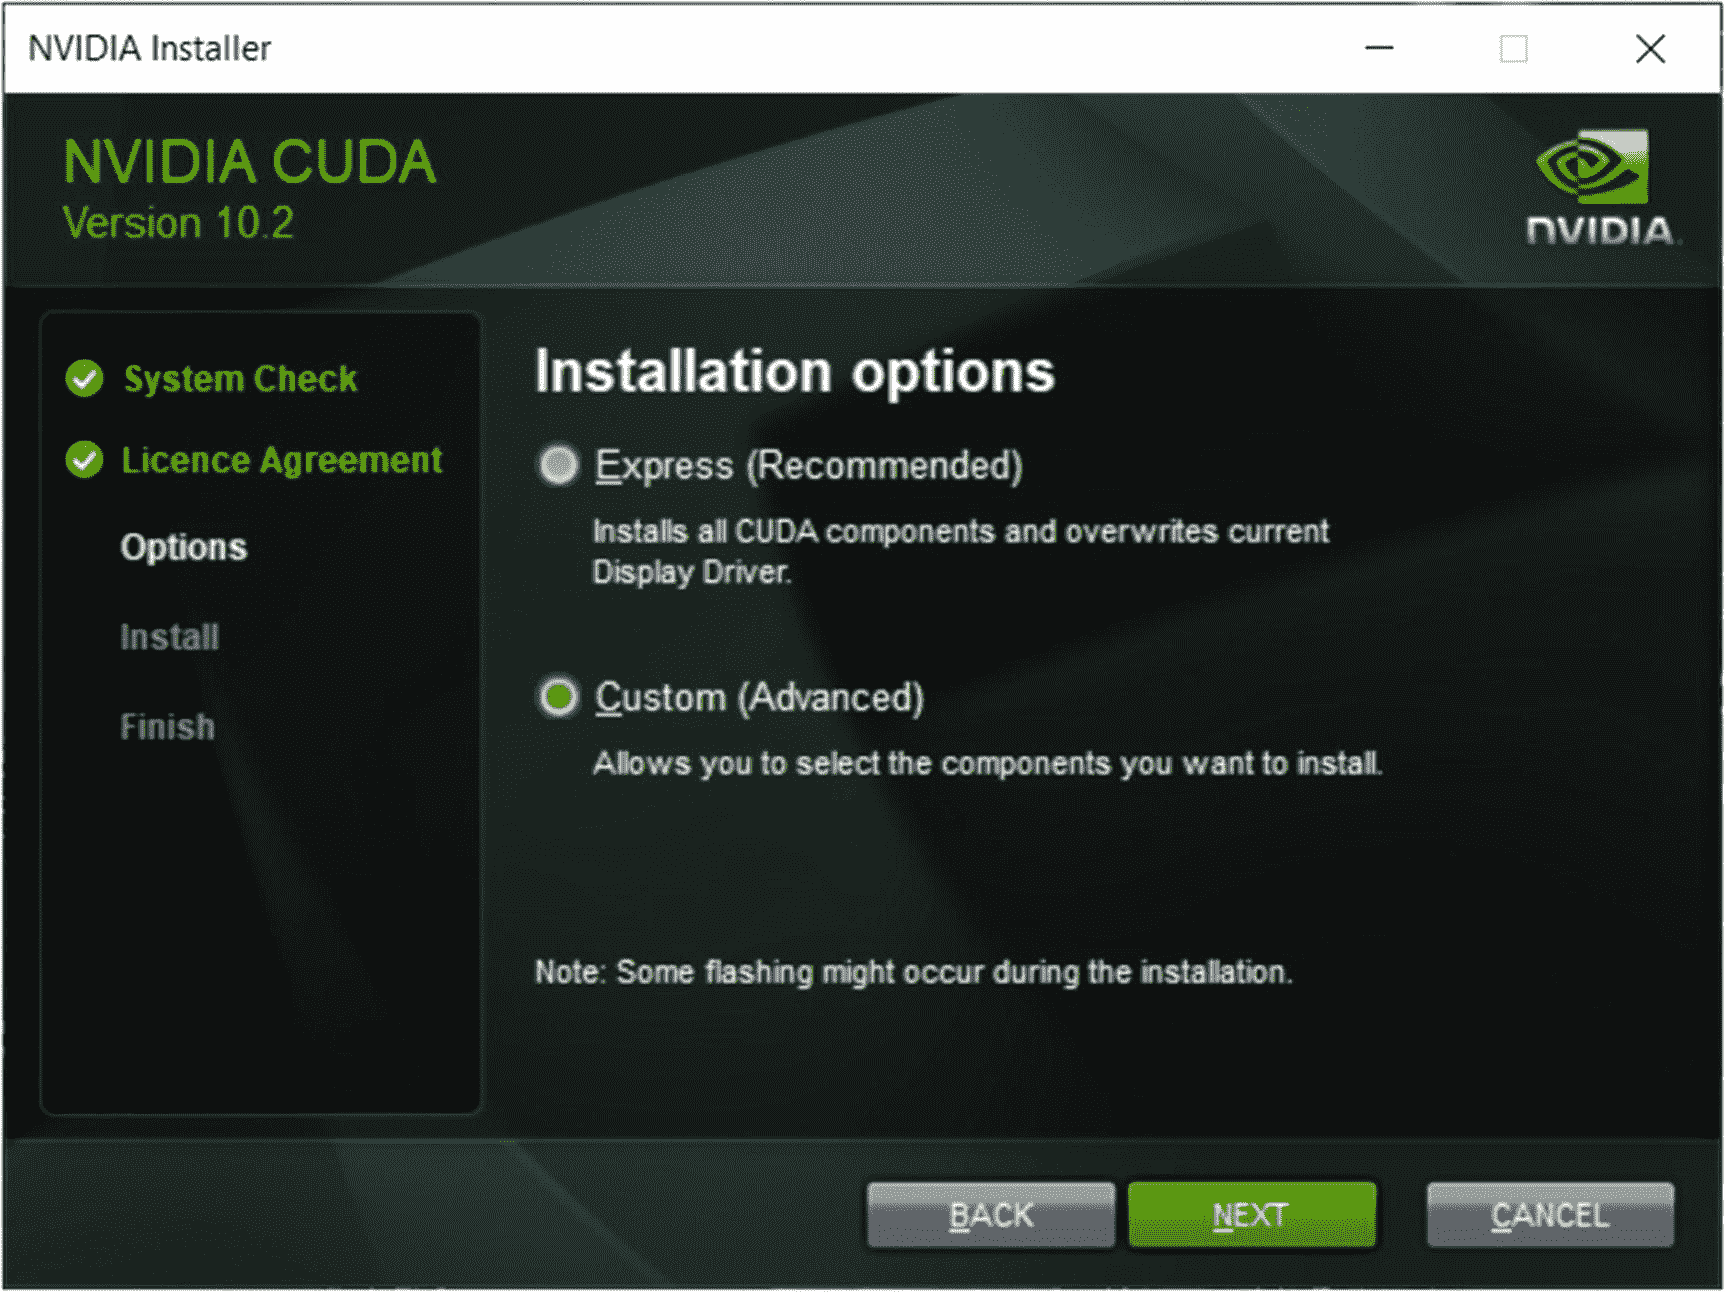 NVIDIA Installer
NVIDIA CUDA
Version 10.2
NVIDIA.
System Check
Licence Agreement
Options
Install
Finish
Installation options
Express (Recommended)
Installs all CUDA components and overwrites current
Display Driver.
Custom (Advanced)
Allows you to select the components you want to install.
Note: Some flashing might occur during the installation.
BACK
NEXT
CANCEL